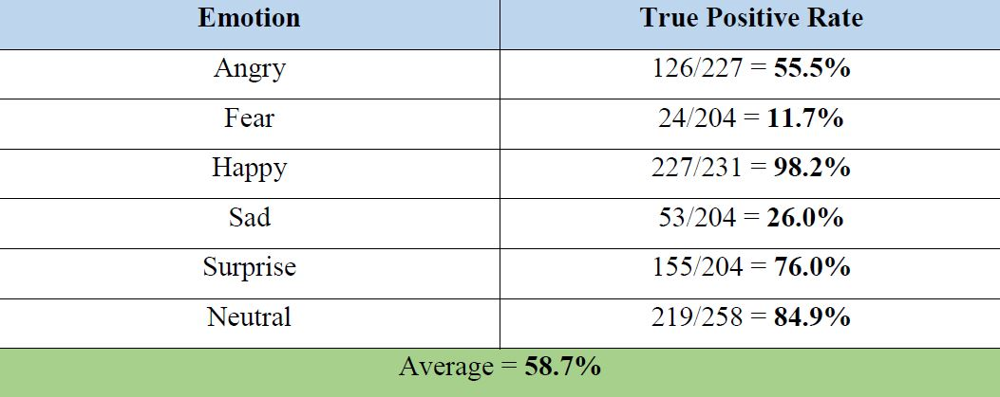 Emotion True Positive Rate
Angry 126/227 = 55.5%
Fear 24/204 = 11.7%
Happy 227/231 = 98.2%
Sad 53/204 = 26.0%
Surprise 155/204 = 76.0%
Neutral 219/258 = 84.9%
Average = 58.7%